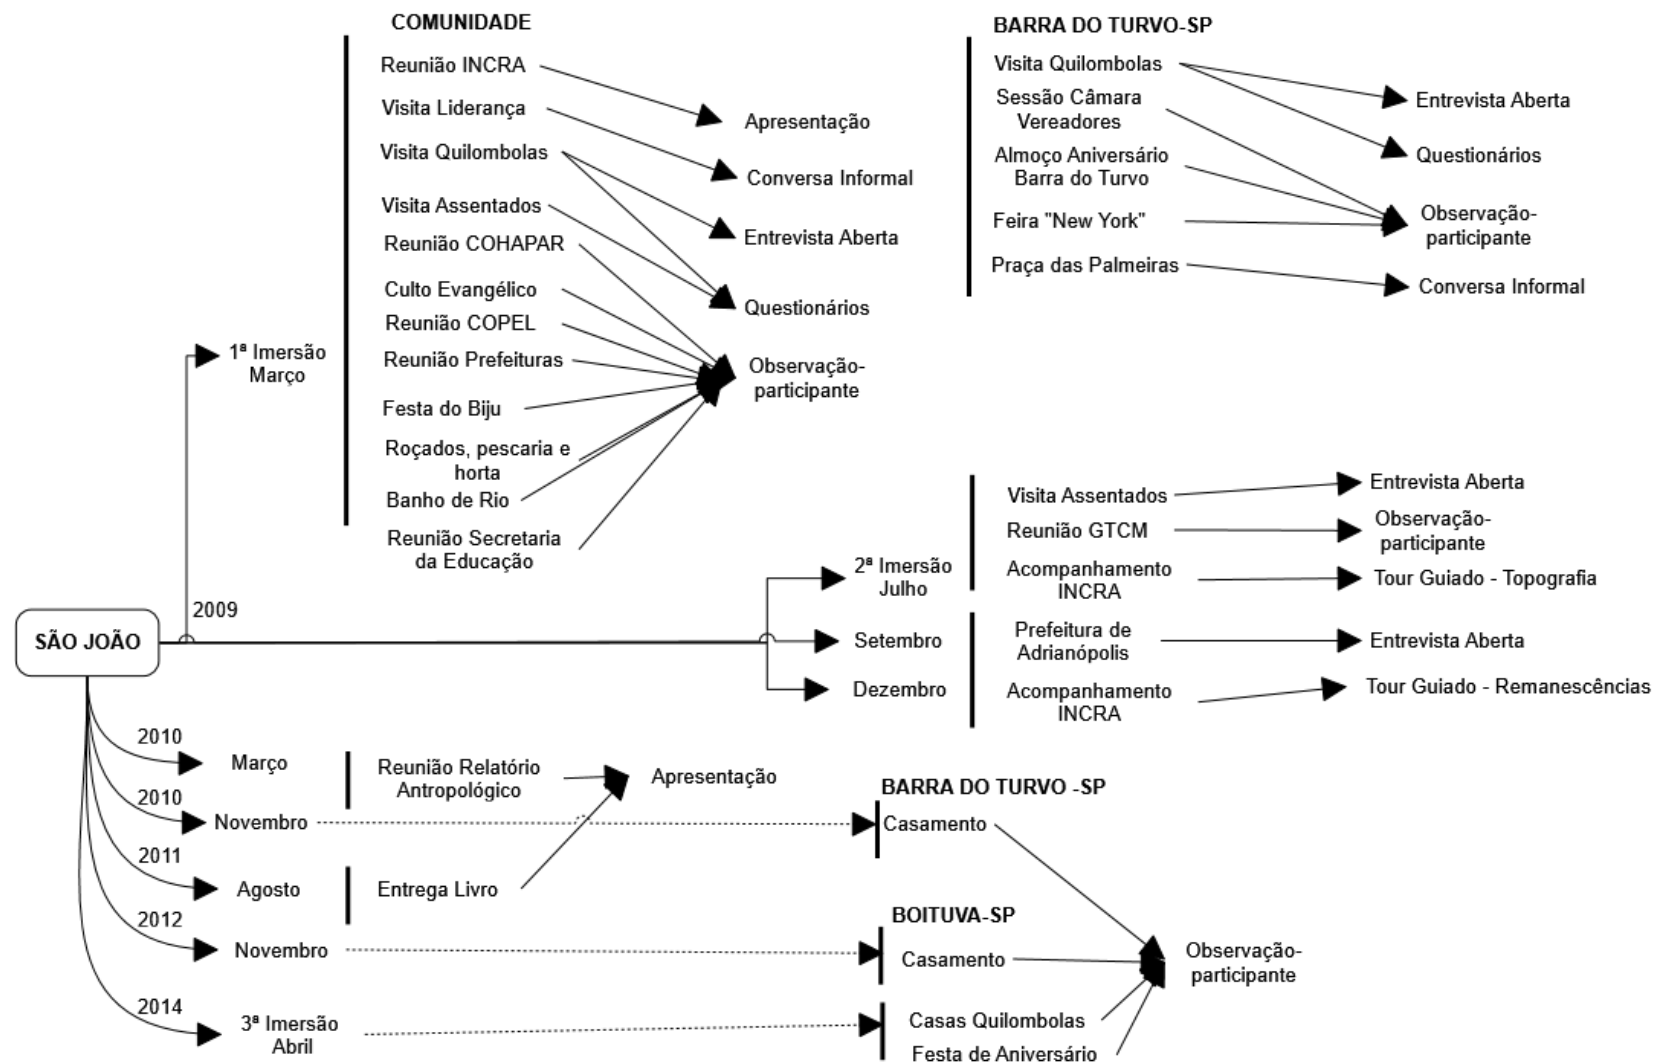 COMUNIDADE
Reunião INCRA
Visita Liderança
Visita Quilombolas
Visita Assentados
Reunião COHAPAR
Culto Evangélico
Reunião COPEL
Reunião Prefeituras
Festa do Biju
Roçados, pescaria e
horta
Banho de Rio
Reunião Secretaria
da Educação
Apresentação
Conversa Informal
Entrevista Aberta
Questionários
Observação-
participante
BARRA DO TURVO-SP
Visita Quilombolas
Sessão Câmara
Vereadores
Almoço Aniversário
Barra do Turvo
Feira "New York"
Praça das Palmeiras
Entrevista Aberta
Questionários
Observação-
participante
Conversa Informal
1ª Imersão
Março
2009
SÃO JOÃO
2ª Imersão
Julho
Setembro
Dezembro
Visita Assentados
Reunião GTCM
Acompanhamento
INCRA
Prefeitura de
Adrianópolis
Acompanhamento
INCRA
Entrevista Aberta
Observação-
participante
Tour Guiado - Topografia
Entrevista Aberta
Tour Guiado - Remanescências
2010
Março
Reunião Relatório
Antropológico
Apresentação
2010
Novembro
BARRA DO TURVO -SP
Casamento
2011
Agosto
Entrega Livro
2012
Novembro
BOITUVA-SP
Casamento
Observação-
participante
2014
3ª Imersão
Abril
Casas Quilombolas
Festa de Aniversário